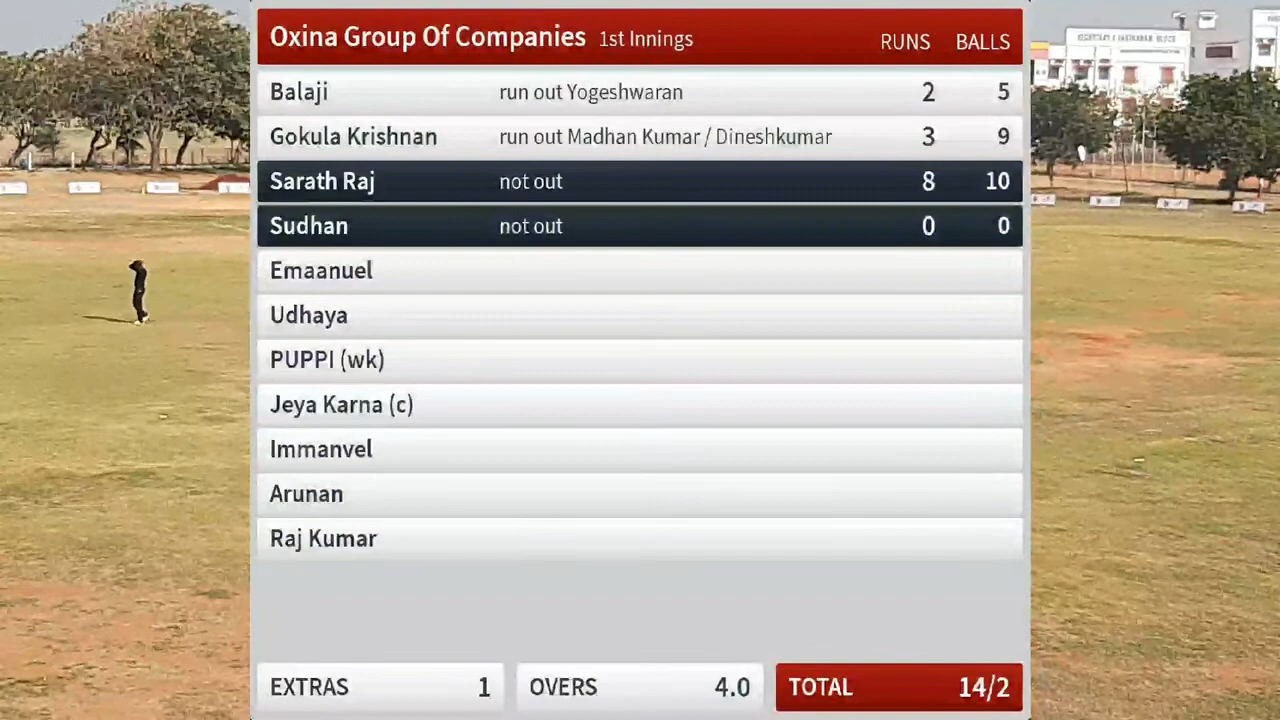 Oxina Group Of Companies 1st Innings RUNS BALLS
Balaji run out Yogeshwaran 2 5
Gokula Krishnan run out Madhan Kumar / Dineshkumar 3 9
Sarath Raj not out 8 10
Sudhan not out 0 0
Emaanuel
Udhaya
PUPPI (wk)
Jeya Karna (c)
Immanvel
Arunan
Raj Kumar
EXTRAS 1 OVERS 4.0 TOTAL 14/2